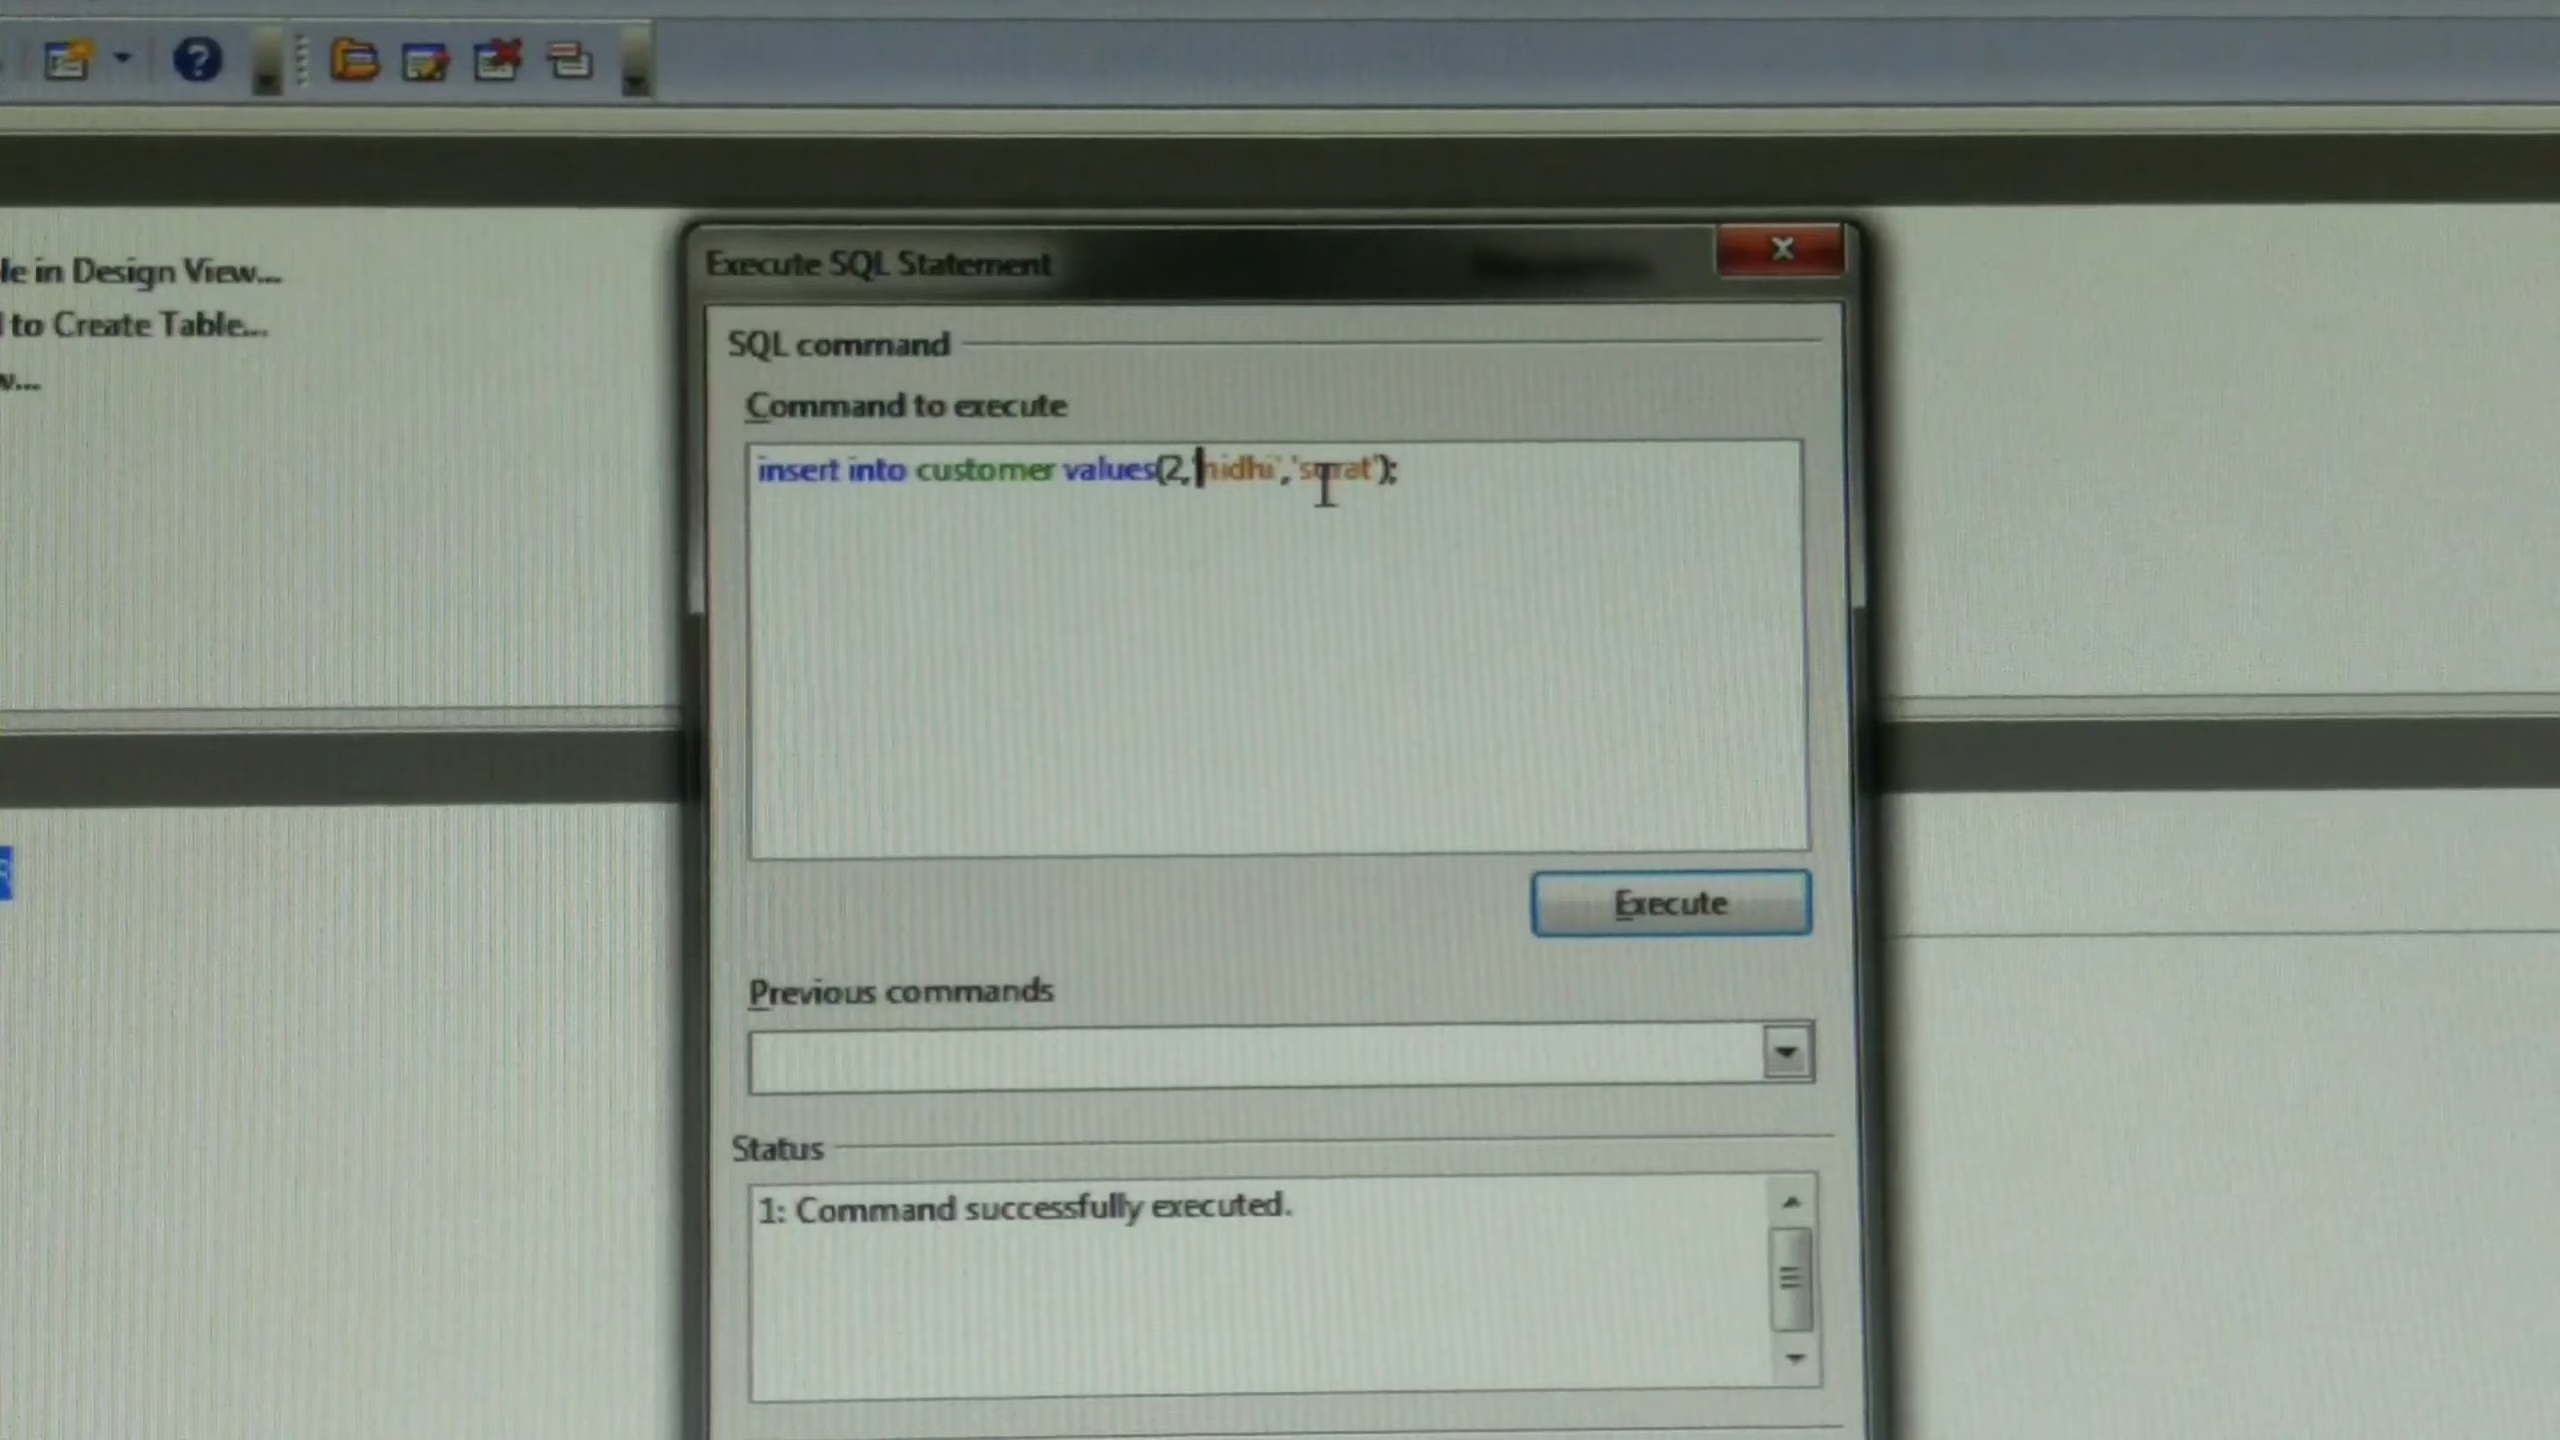 le in Design View...
to Create Table...
w...
Execute SQL Statement
SQL command
Command to execute
insert into customer values(2,'nidhi','surat');
Execute
Previous commands
Status
1: Command successfully executed.